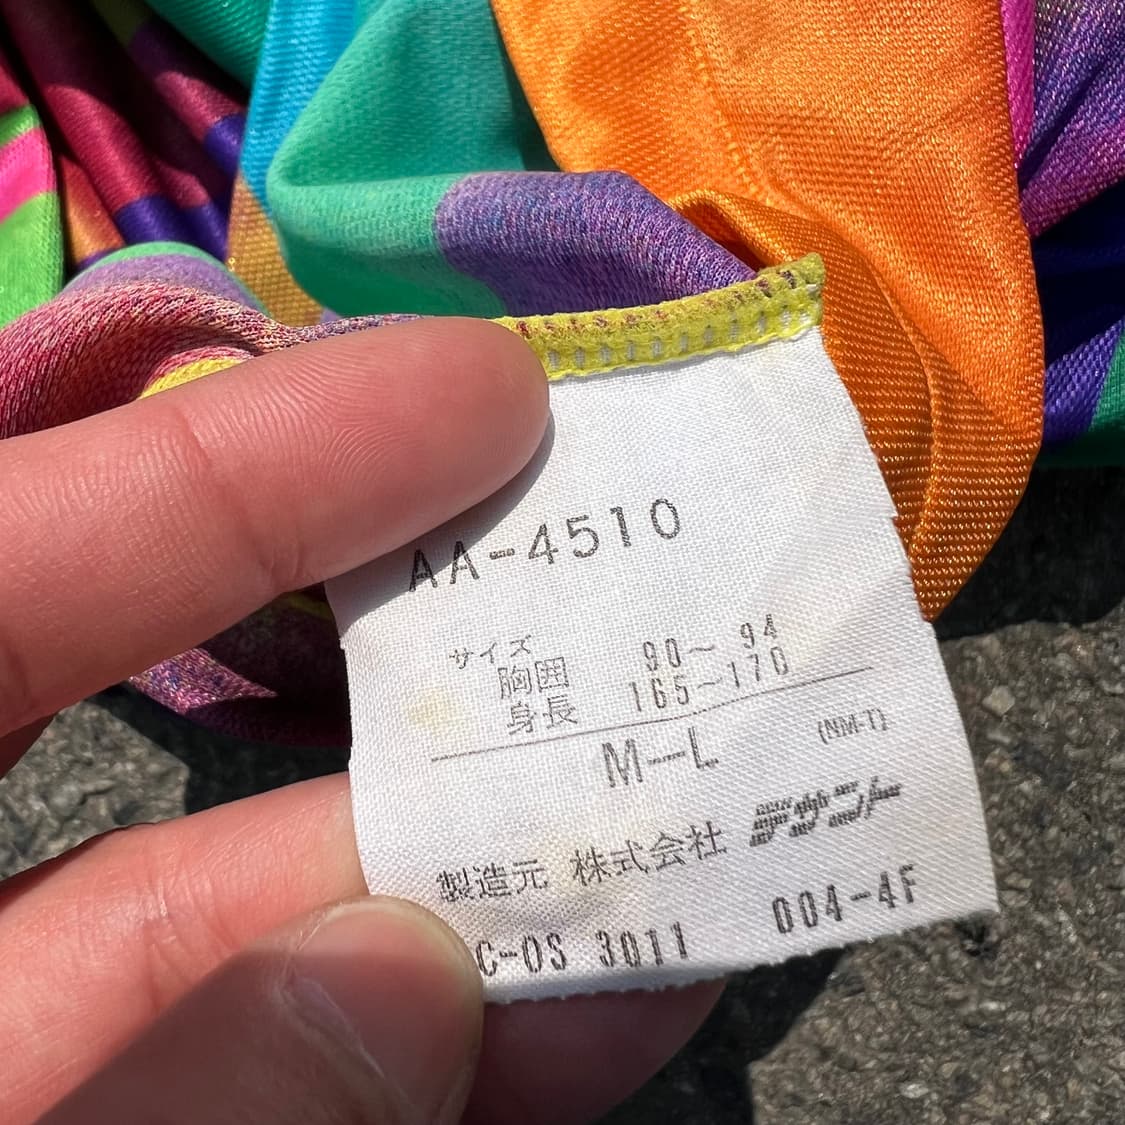 AA-4510
サイズ
胸囲 90～ 94
身長 165～170
M—L (NM-T)
製造元 株式会社 デサント
C-OS 3011 004-4F